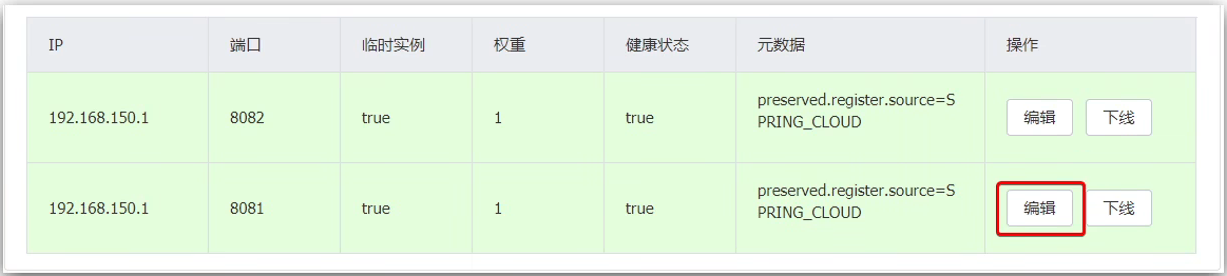 IP 端口 临时实例 权重 健康状态 元数据 操作
192.168.150.1 8082 true 1 true preserved.register.source=S
PRING_CLOUD 编辑 下线
192.168.150.1 8081 true 1 true preserved.register.source=S
PRING_CLOUD 编辑 下线